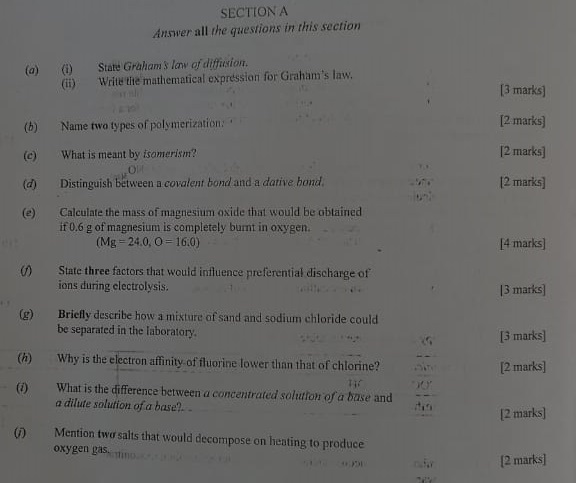 SECTION A
Answer all the questions in this section
(a) (i) State Graham's law of diffusion.
(ii) Write the mathematical expression for Graham's law.
[3 marks]
(b) Name two types of polymerization. [2 marks]
(c) What is meant by isomerism? [2 marks]
(d) Distinguish between a covalent bond and a dative bond. [2 marks]
(e) Calculate the mass of magnesium oxide that would be obtained
if 0.6 g of magnesium is completely burnt in oxygen.
(Mg = 24.0, O = 16.0) [4 marks]
(f) State three factors that would influence preferential discharge of
ions during electrolysis. [3 marks]
(g) Briefly describe how a mixture of sand and sodium chloride could
be separated in the laboratory. [3 marks]
(h) Why is the electron affinity of fluorine lower than that of chlorine? [2 marks]
(i) What is the difference between a concentrated solution of a base and
a dilute solution of a base? [2 marks]
(j) Mention two salts that would decompose on heating to produce
oxygen gas. [2 marks]